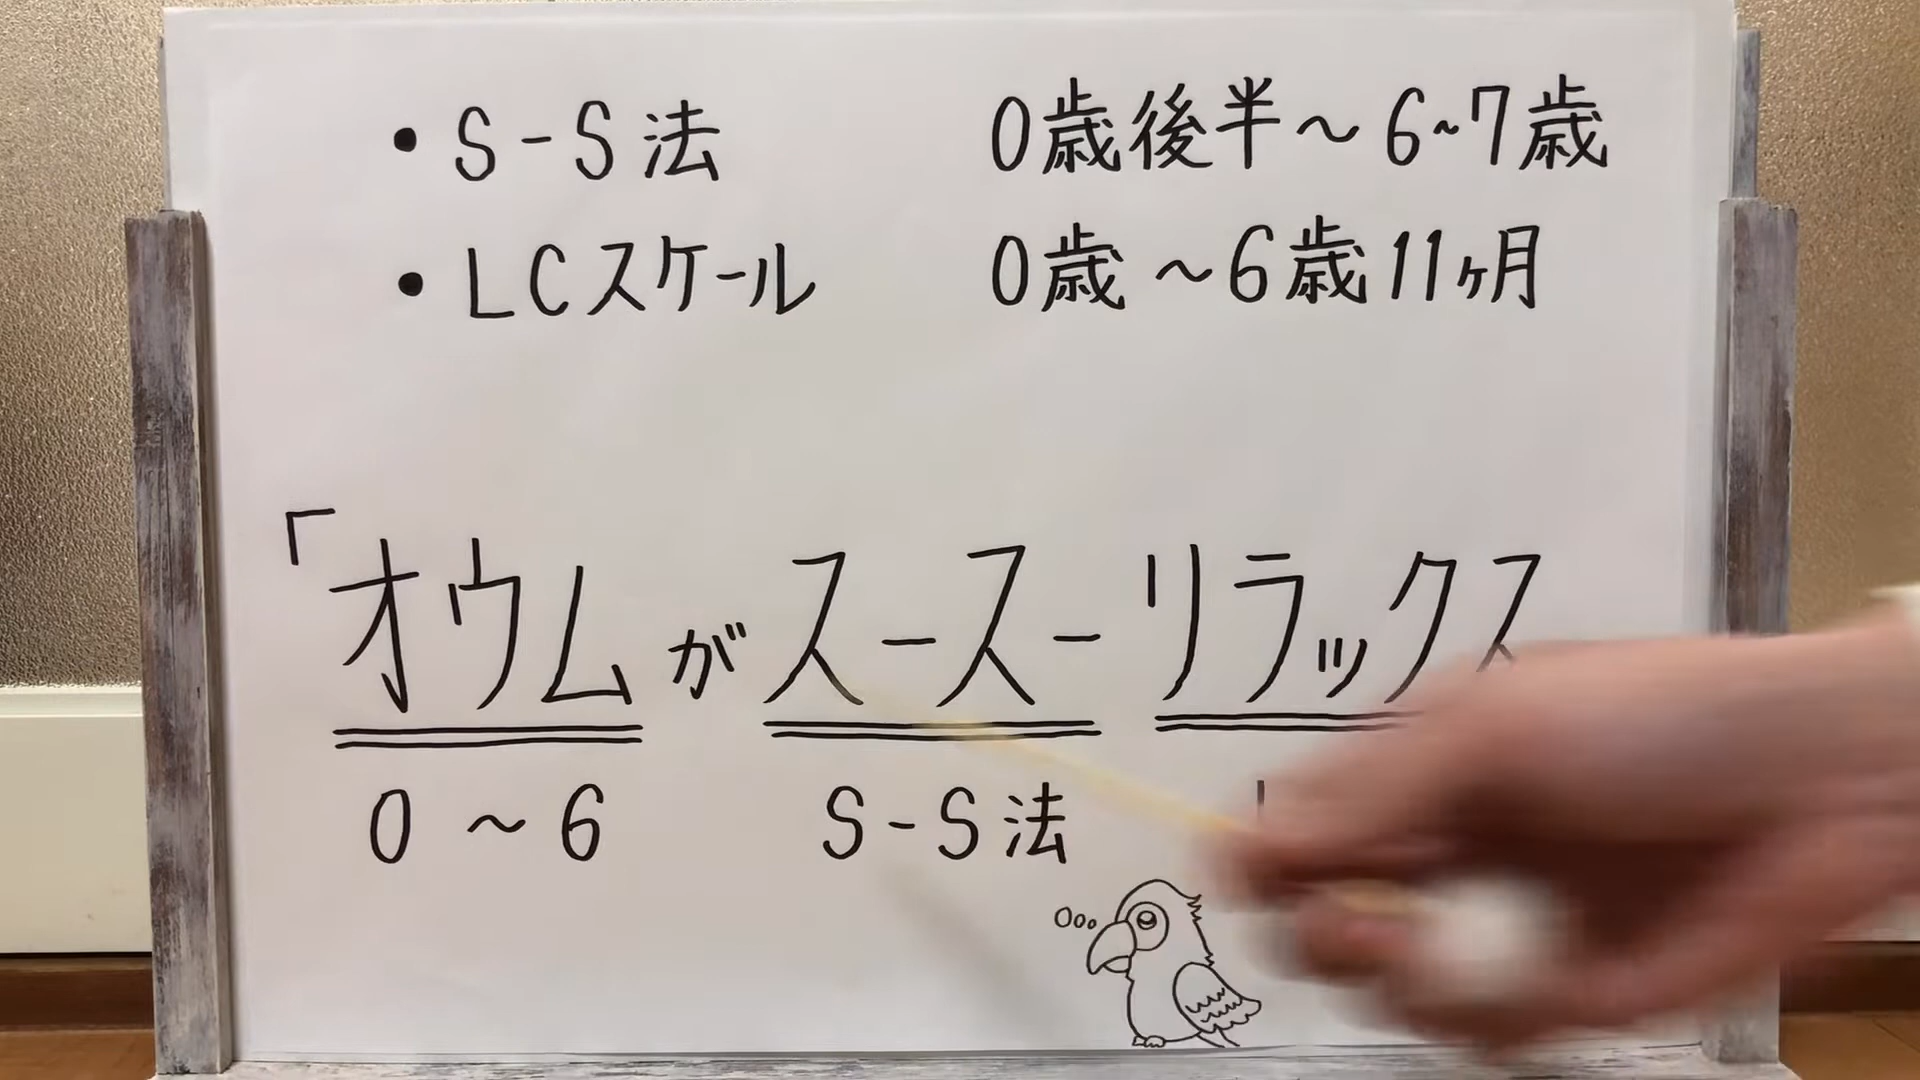 ・S-S法 0歳後半～6~7歳
・LCスケール 0歳～6歳11ヶ月
「オウムがスースーリラックス
0～6 S-S法